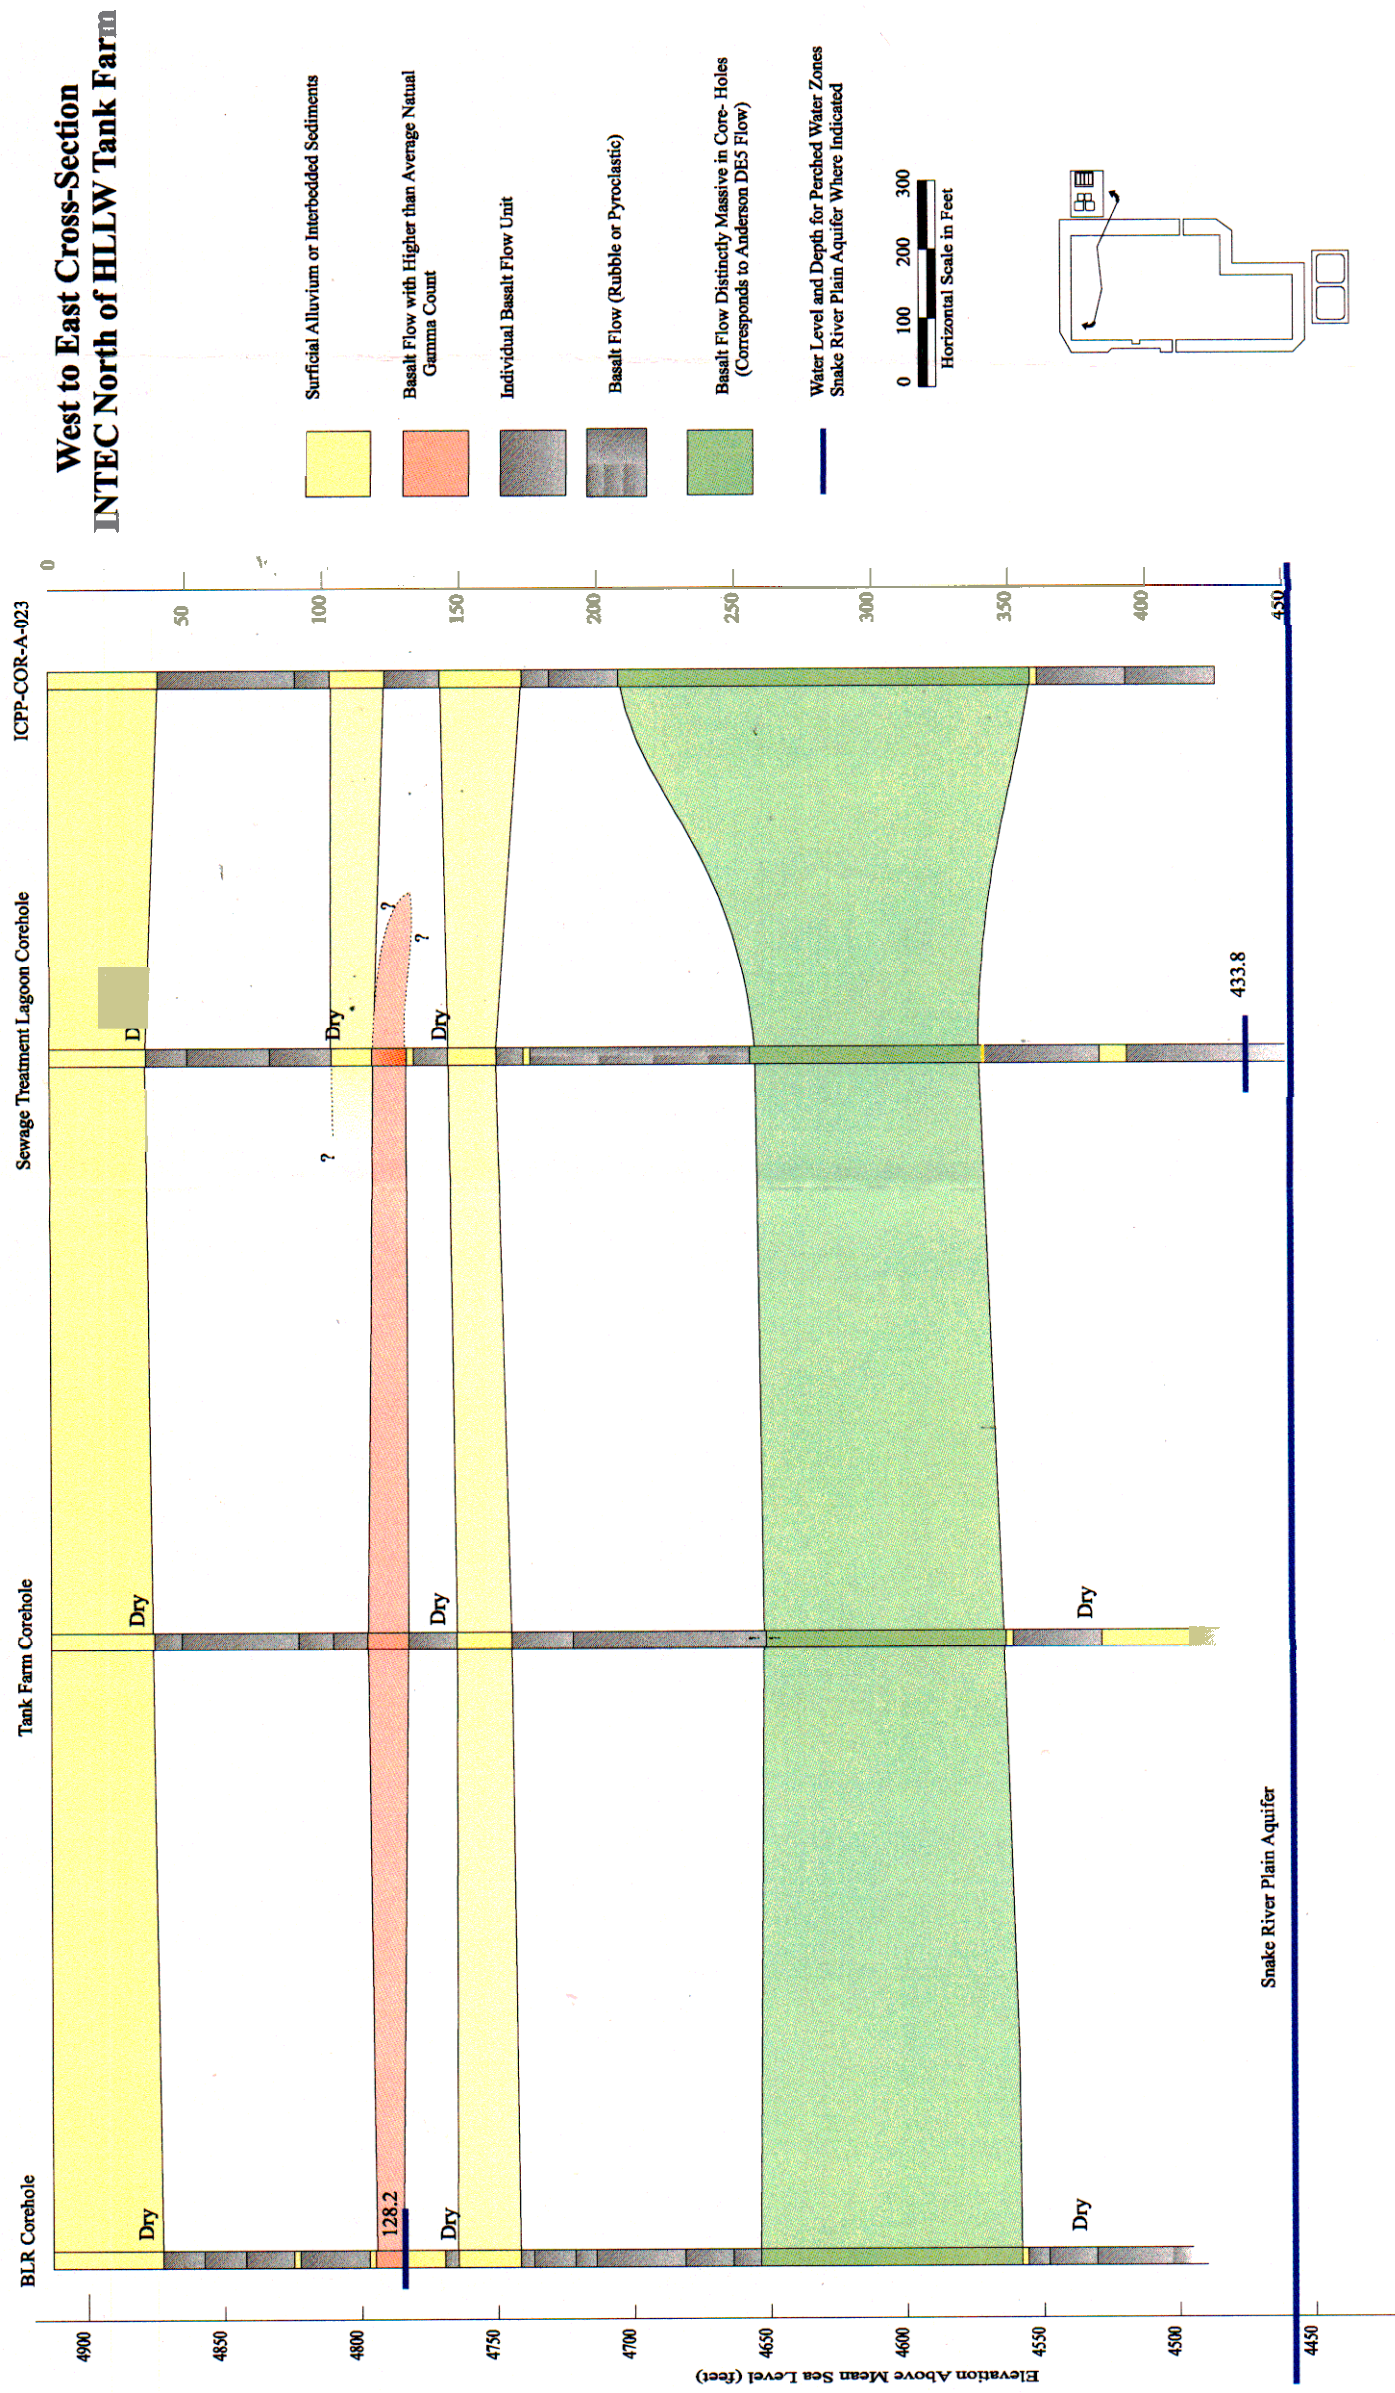 West to East Cross-Section
INTEC North of HLLW Tank Farm
Surficial Alluvium or Interbedded Sediments
Basalt Flow with Higher than Average Natual
Gamma Count
Individual Basalt Flow Unit
Basalt Flow (Rubble or Pyroclastic)
Basalt Flow Distinctly Massive in Core- Holes
(Corresponds to Anderson DE5 Flow)
Water Level and Depth for Perched Water Zones
Snake River Plain Aquifer Where Indicated
0 100 200 300
Horizontal Scale in Feet
BLR Corehole
Tank Farm Corehole
Sewage Treatment Lagoon Corehole
ICPP-COR-A-023
0
50
100
150
200
250
300
350
400
450
Dry
Dry
D
Dry
?
?
?
128.2
Dry
Dry
Dry
Dry
Dry
433.8
Snake River Plain Aquifer
4900
4850
4800
4750
4700
4650
4600
4550
4500
4450
Elevation Above Mean Sea Level (feet)